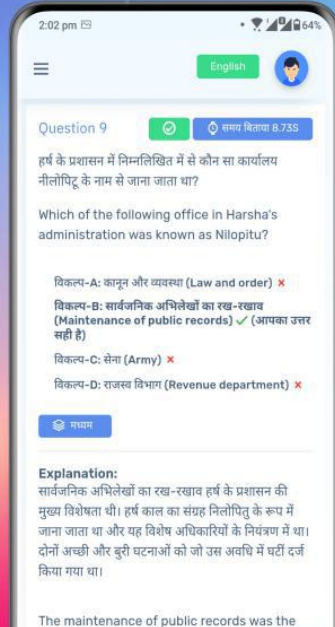 2:02 pm
64%
English
Question 9
समय बिताया 8.73S
हर्ष के प्रशासन में निम्नलिखित में से कौन सा कार्यालय
नीलोपिटू के नाम से जाना जाता था?
Which of the following office in Harsha's
administration was known as Nilopitu?
विकल्प-A: कानून और व्यवस्था (Law and order)
विकल्प-B: सार्वजनिक अभिलेखों का रख-रखाव
(Maintenance of public records) ✓ (आपका उत्तर
सही है)
विकल्प-C: सेना (Army)
विकल्प-D: राजस्व विभाग (Revenue department)
मध्यम
Explanation:
सार्वजनिक अभिलेखों का रख-रखाव हर्ष के प्रशासन की
मुख्य विशेषता थी। हर्ष काल का संग्रह निलोपितु के रूप में
जाना जाता था और यह विशेष अधिकारियों के नियंत्रण में था।
दोनों अच्छी और बुरी घटनाओं को जो उस अवधि में घटीं दर्ज
किया गया था।
The maintenance of public records was the